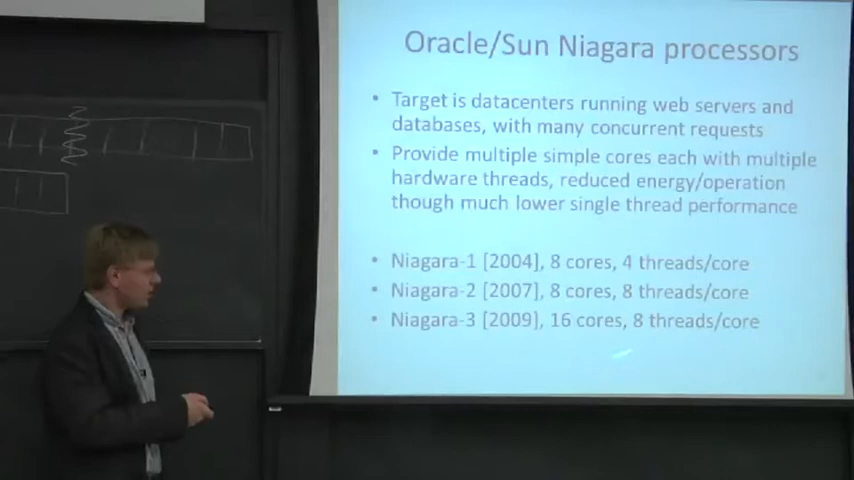 Oracle/Sun Niagara processors
• Target is datacenters running web servers and
databases, with many concurrent requests
• Provide multiple simple cores each with multiple
hardware threads, reduced energy/operation
though much lower single thread performance
• Niagara-1 [2004], 8 cores, 4 threads/core
• Niagara-2 [2007], 8 cores, 8 threads/core
• Niagara-3 [2009], 16 cores, 8 threads/core